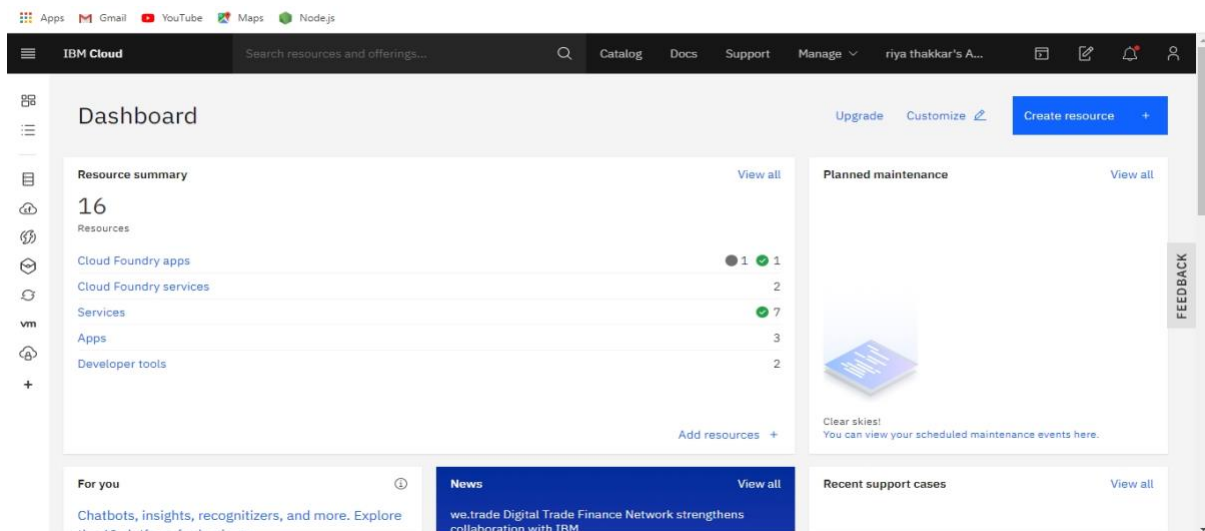 Apps Gmail YouTube Maps Node.js
IBM Cloud Search resources and offerings... Catalog Docs Support Manage riya thakkar's A...
Dashboard Upgrade Customize Create resource +
Resource summary View all
16
Resources
Cloud Foundry apps 1 1
Cloud Foundry services 2
Services 7
Apps 3
Developer tools 2
Add resources +
Planned maintenance View all
Clear skies!
You can view your scheduled maintenance events here.
FEEDBACK
vm
+
For you
Chatbots, insights, recognitizers, and more. Explore
News View all
we.trade Digital Trade Finance Network strengthens
collaboration with IBM
Recent support cases View all